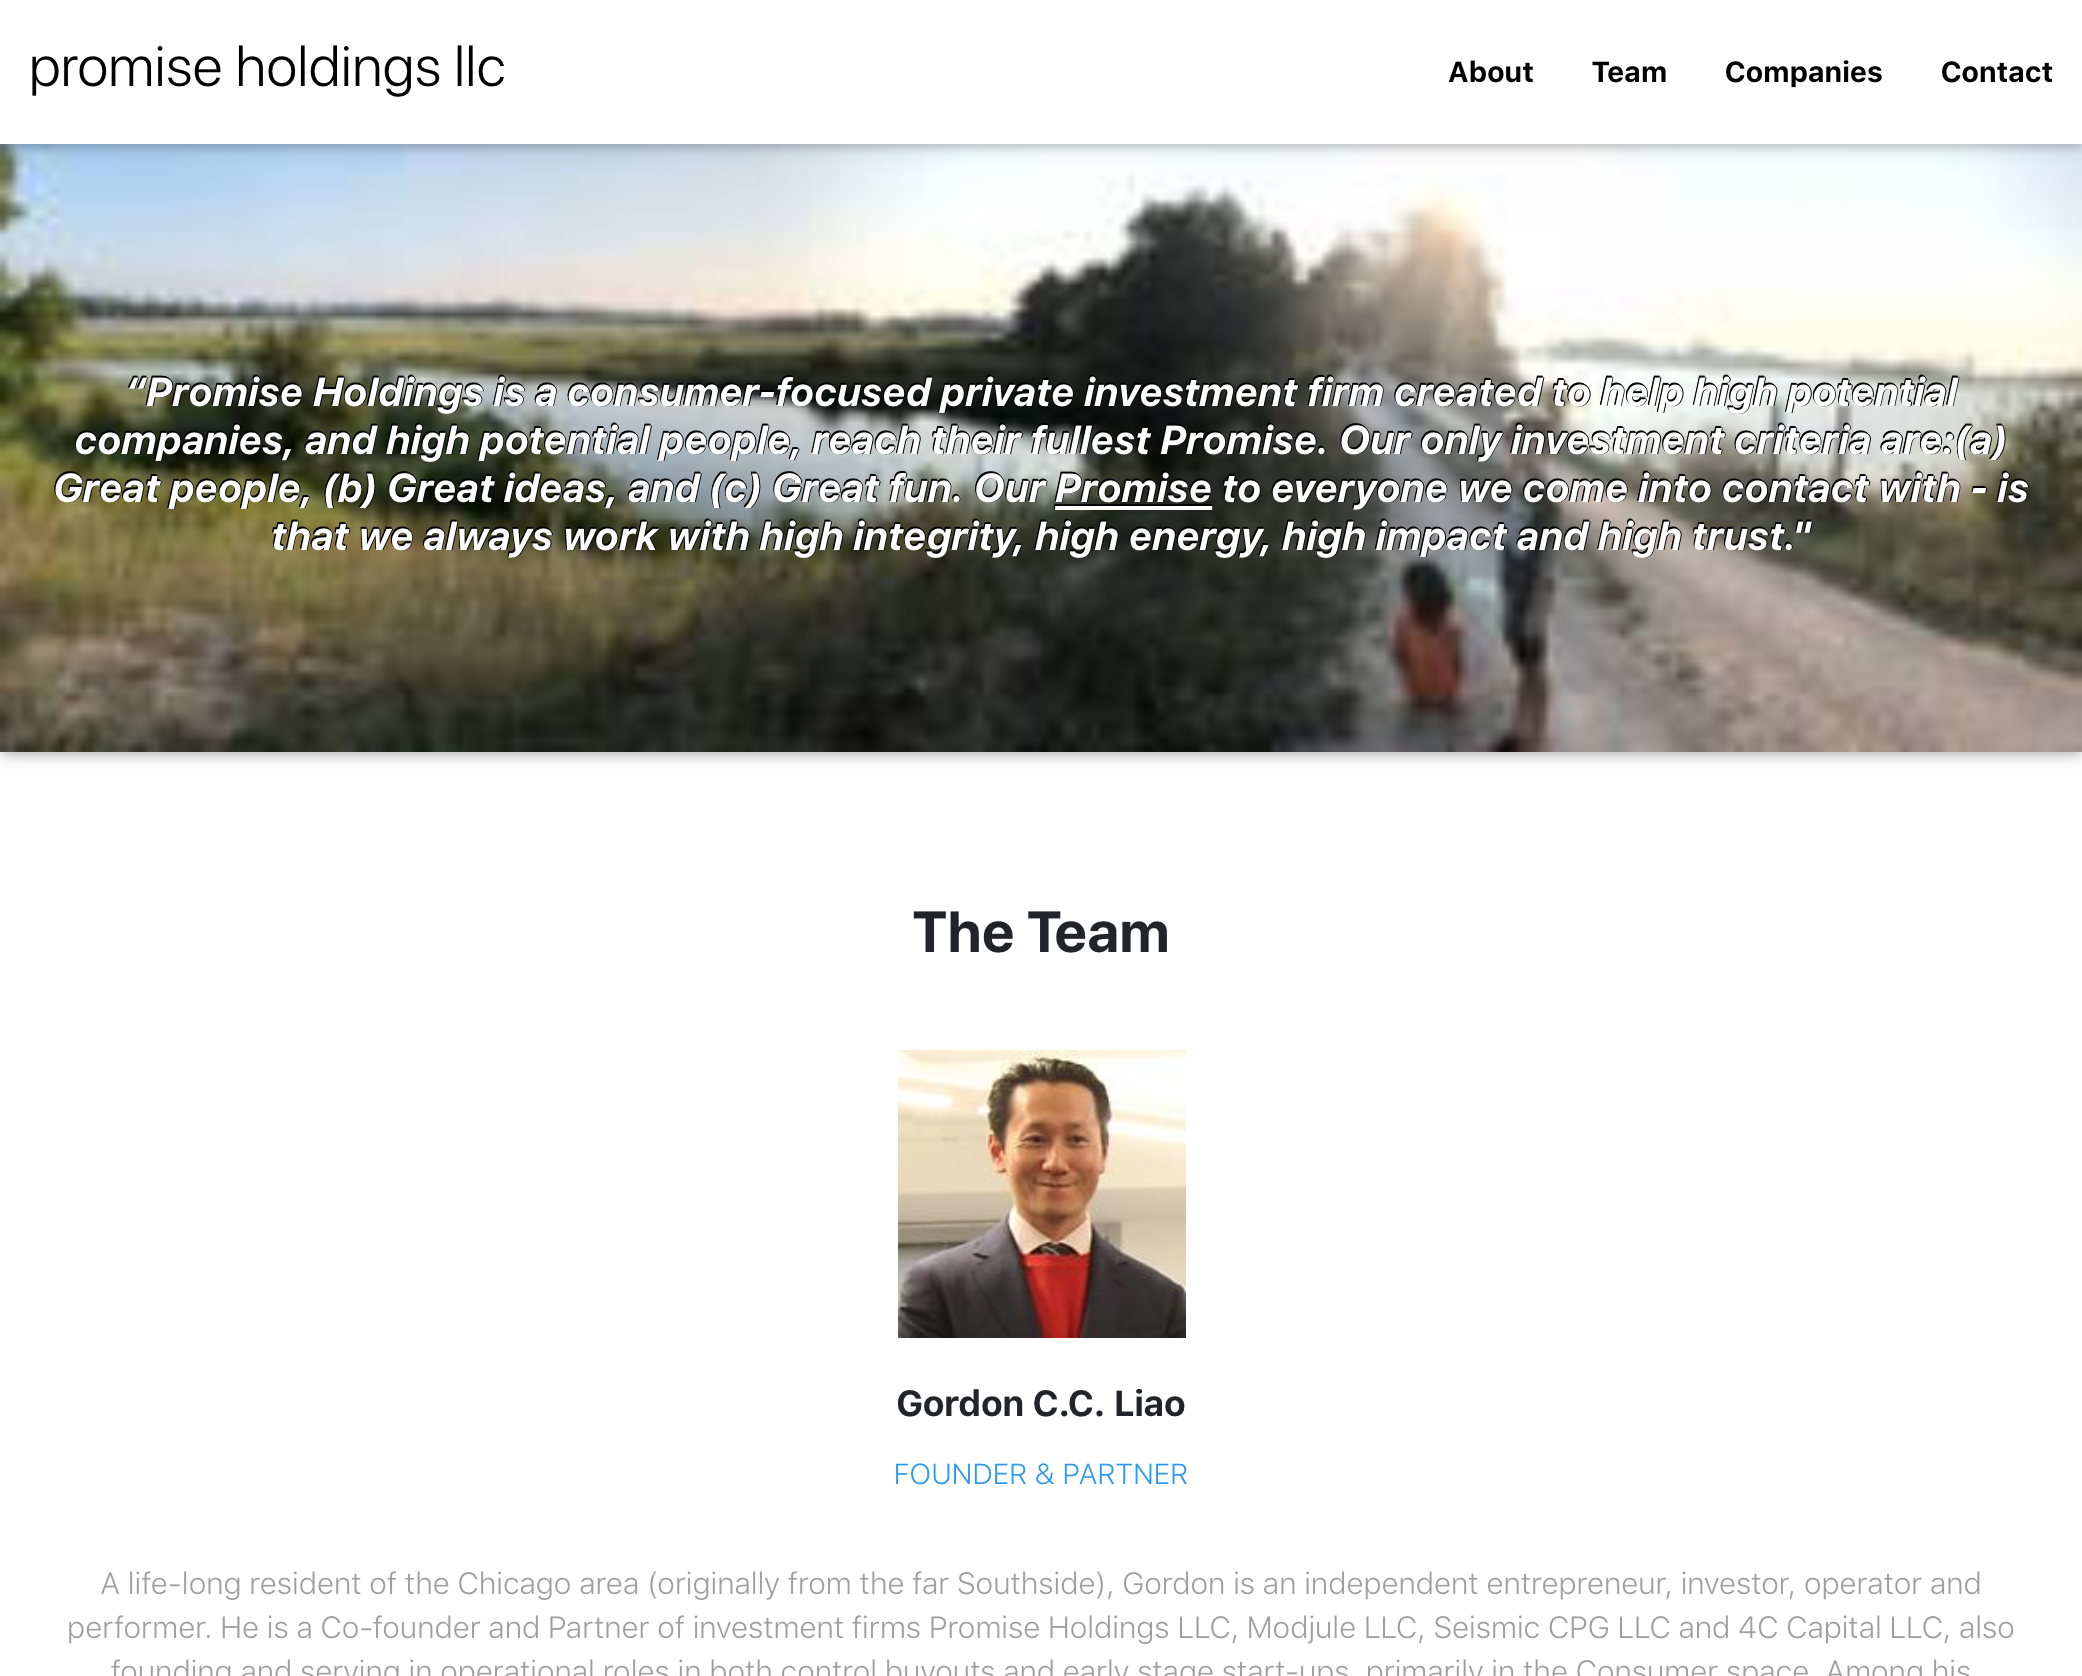 promise holdings llc
About Team Companies Contact
“Promise Holdings is a consumer-focused private investment firm created to help high potential
companies, and high potential people, reach their fullest Promise. Our only investment criteria are:(a)
Great people, (b) Great ideas, and (c) Great fun. Our Promise to everyone we come into contact with - is
that we always work with high integrity, high energy, high impact and high trust."
The Team
Gordon C.C. Liao
FOUNDER & PARTNER
A life-long resident of the Chicago area (originally from the far Southside), Gordon is an independent entrepreneur, investor, operator and
performer. He is a Co-founder and Partner of investment firms Promise Holdings LLC, Modjule LLC, Seismic CPG LLC and 4C Capital LLC, also
founding and serving in operational roles in both control buyouts and early stage start-ups, primarily in the Consumer space. Among his